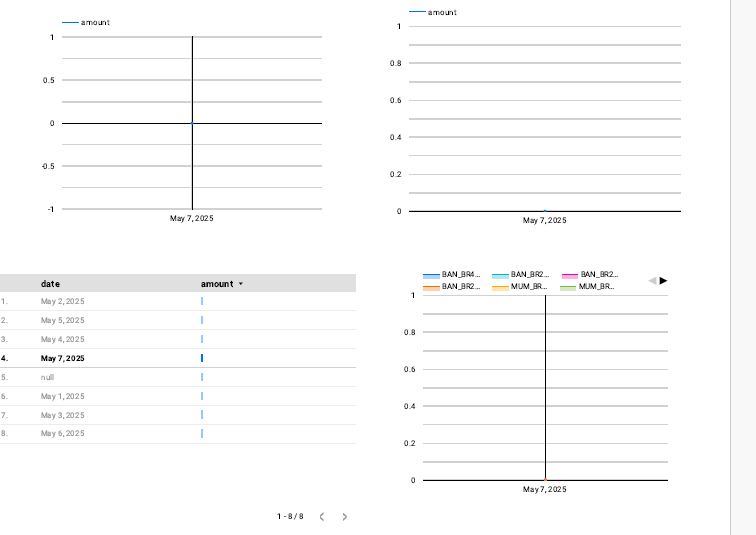 amount
1
0.5
0
-0.5
-1
May 7, 2025
amount
1
0.8
0.6
0.4
0.2
0
May 7, 2025
date amount
1. May 2, 2025
2. May 5, 2025
3. May 4, 2025
4. May 7, 2025
5. null
6. May 1, 2025
7. May 3, 2025
8. May 6, 2025
1 - 8 / 8
BAN_BR4... BAN_BR2... BAN_BR2...
BAN_BR2... MUM_BR... MUM_BR...
1
0.8
0.6
0.4
0.2
0
May 7, 2025